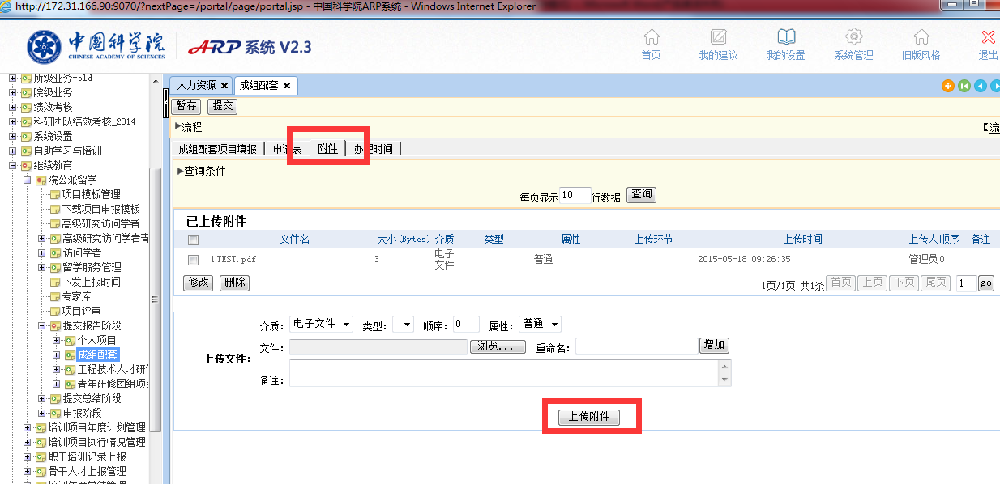 http://172.31.166.90:9070/?nextPage=/portal/page/portal.jsp - 中国科学院ARP系统 - Windows Internet Explorer
中国科学院
CHINESE ACADEMY OF SCIENCES
ARP 系统 V2.3
首页
我的建议
我的设置
系统管理
旧版风格
退出
所级业务-old
院级业务
绩效考核
科研团队绩效考核_2014
系统设置
自助学习与培训
继续教育
院公派留学
项目模板管理
下载项目申报模板
高级研究访问学者
高级研究访问学者青
访问学者
留学服务管理
下发上报时间
专家库
项目评审
提交报告阶段
个人项目
成组配套
工程技术人才研
青年研修团组项
提交总结阶段
申报阶段
培训项目年度计划管理
培训项目执行情况管理
职工培训记录上报
骨干人才上报管理
培训年度总结管理
人力资源
成组配套
暂存
提交
流程
【流
成组配套项目填报
申请表
附件
办理时间
查询条件
每页显示 10 行数据 查询
已上传附件
文件名 大小(Bytes) 介质 类型 属性 上传环节 上传时间 上传人 顺序 备注
1 TEST.pdf 3 电子文件 普通 2015-05-18 09:26:35 管理员 0
修改 删除
1页/1页 共1条 首页 上页 下页 尾页 1 go
上传文件：
介质： 电子文件 类型： 顺序： 0 属性： 普通
文件： 浏览... 重命名： 增加
备注：
上传附件